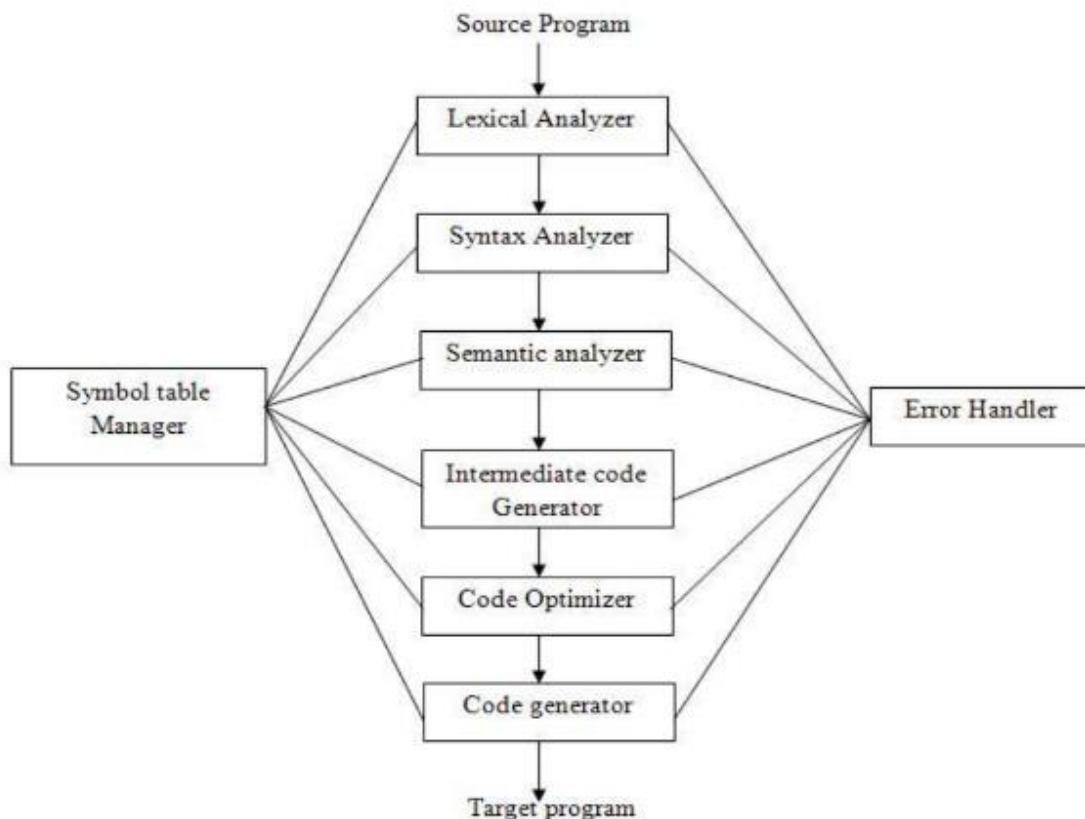 Source Program
Lexical Analyzer
Syntax Analyzer
Semantic analyzer
Symbol table
Manager
Error Handler
Intermediate code
Generator
Code Optimizer
Code generator
Target program